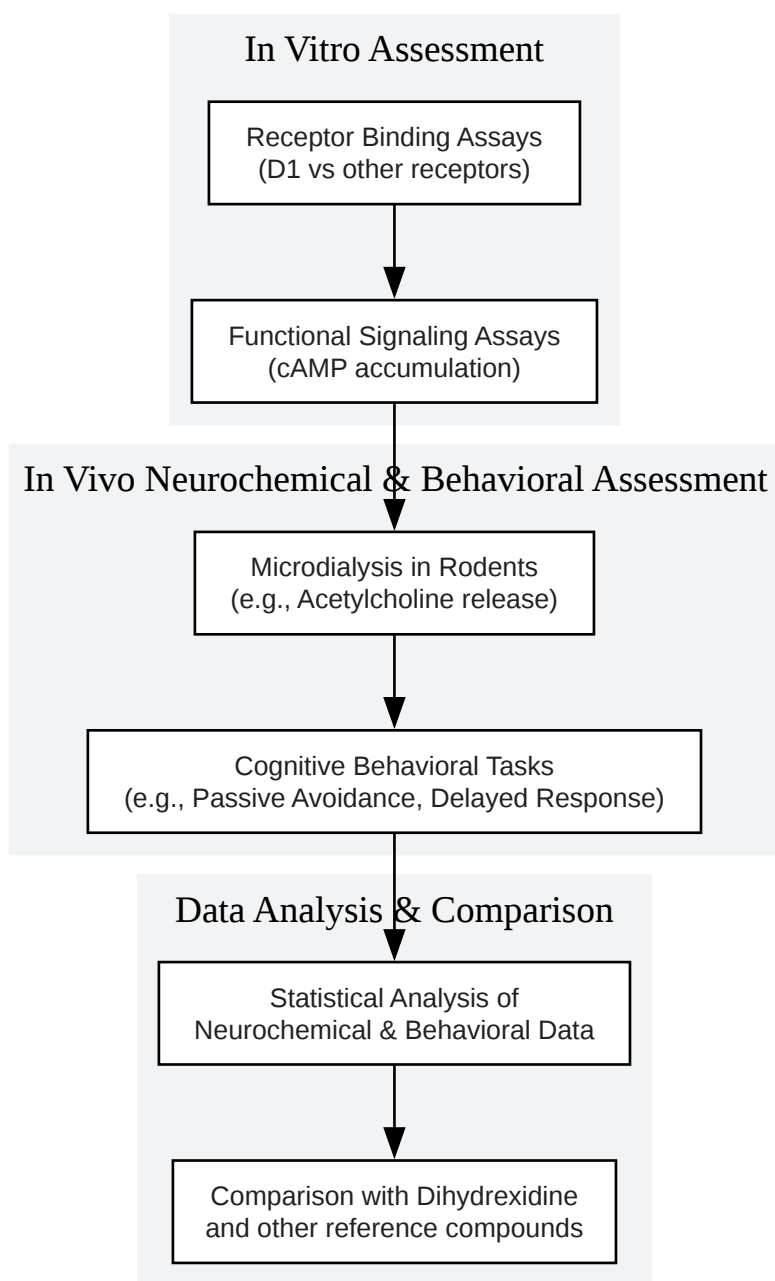 In Vitro Assessment
Receptor Binding Assays
(D1 vs other receptors)
Functional Signaling Assays
(cAMP accumulation)
In Vivo Neurochemical & Behavioral Assessment
Microdialysis in Rodents
(e.g., Acetylcholine release)
Cognitive Behavioral Tasks
(e.g., Passive Avoidance, Delayed Response)
Data Analysis & Comparison
Statistical Analysis of
Neurochemical & Behavioral Data
Comparison with Dihydrexidine
and other reference compounds